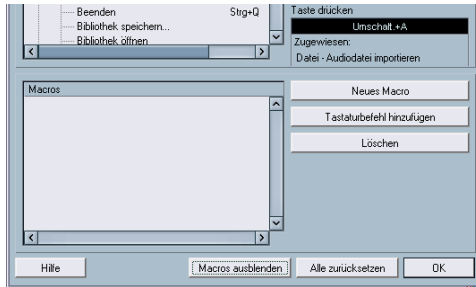 Beenden Strg+Q
Bibliothek speichern...
Bibliothek öffnen
Taste drücken
Umschalt.+A
Zugewiesen:
Datei - Audiodatei importieren
Macros
Neues Macro
Tastaturbefehl hinzufügen
Löschen
Hilfe
Macros ausblenden
Alle zurücksetzen
OK